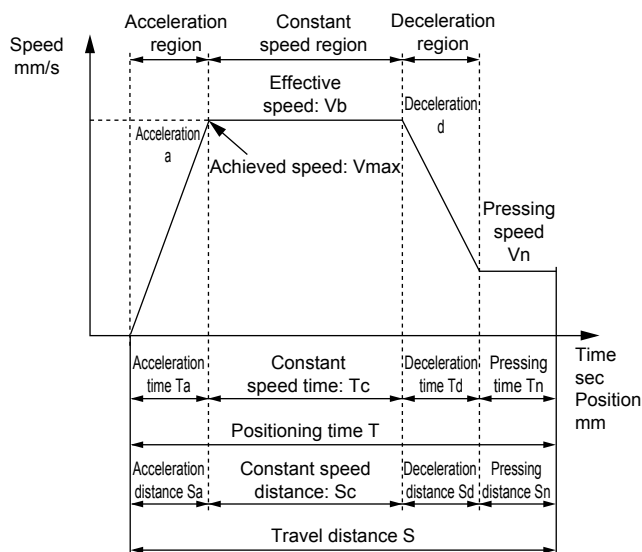 Speed
mm/s
Acceleration
region
Constant
speed region
Deceleration
region
Effective
speed: Vb
Acceleration
a
Deceleration
d
Achieved speed: Vmax
Pressing
speed
Vn
Time
sec
Position
mm
Acceleration
time Ta
Constant
speed time: Tc
Deceleration
time Td
Pressing
time Tn
Positioning time T
Acceleration
distance Sa
Constant speed
distance: Sc
Deceleration
distance Sd
Pressing
distance Sn
Travel distance S